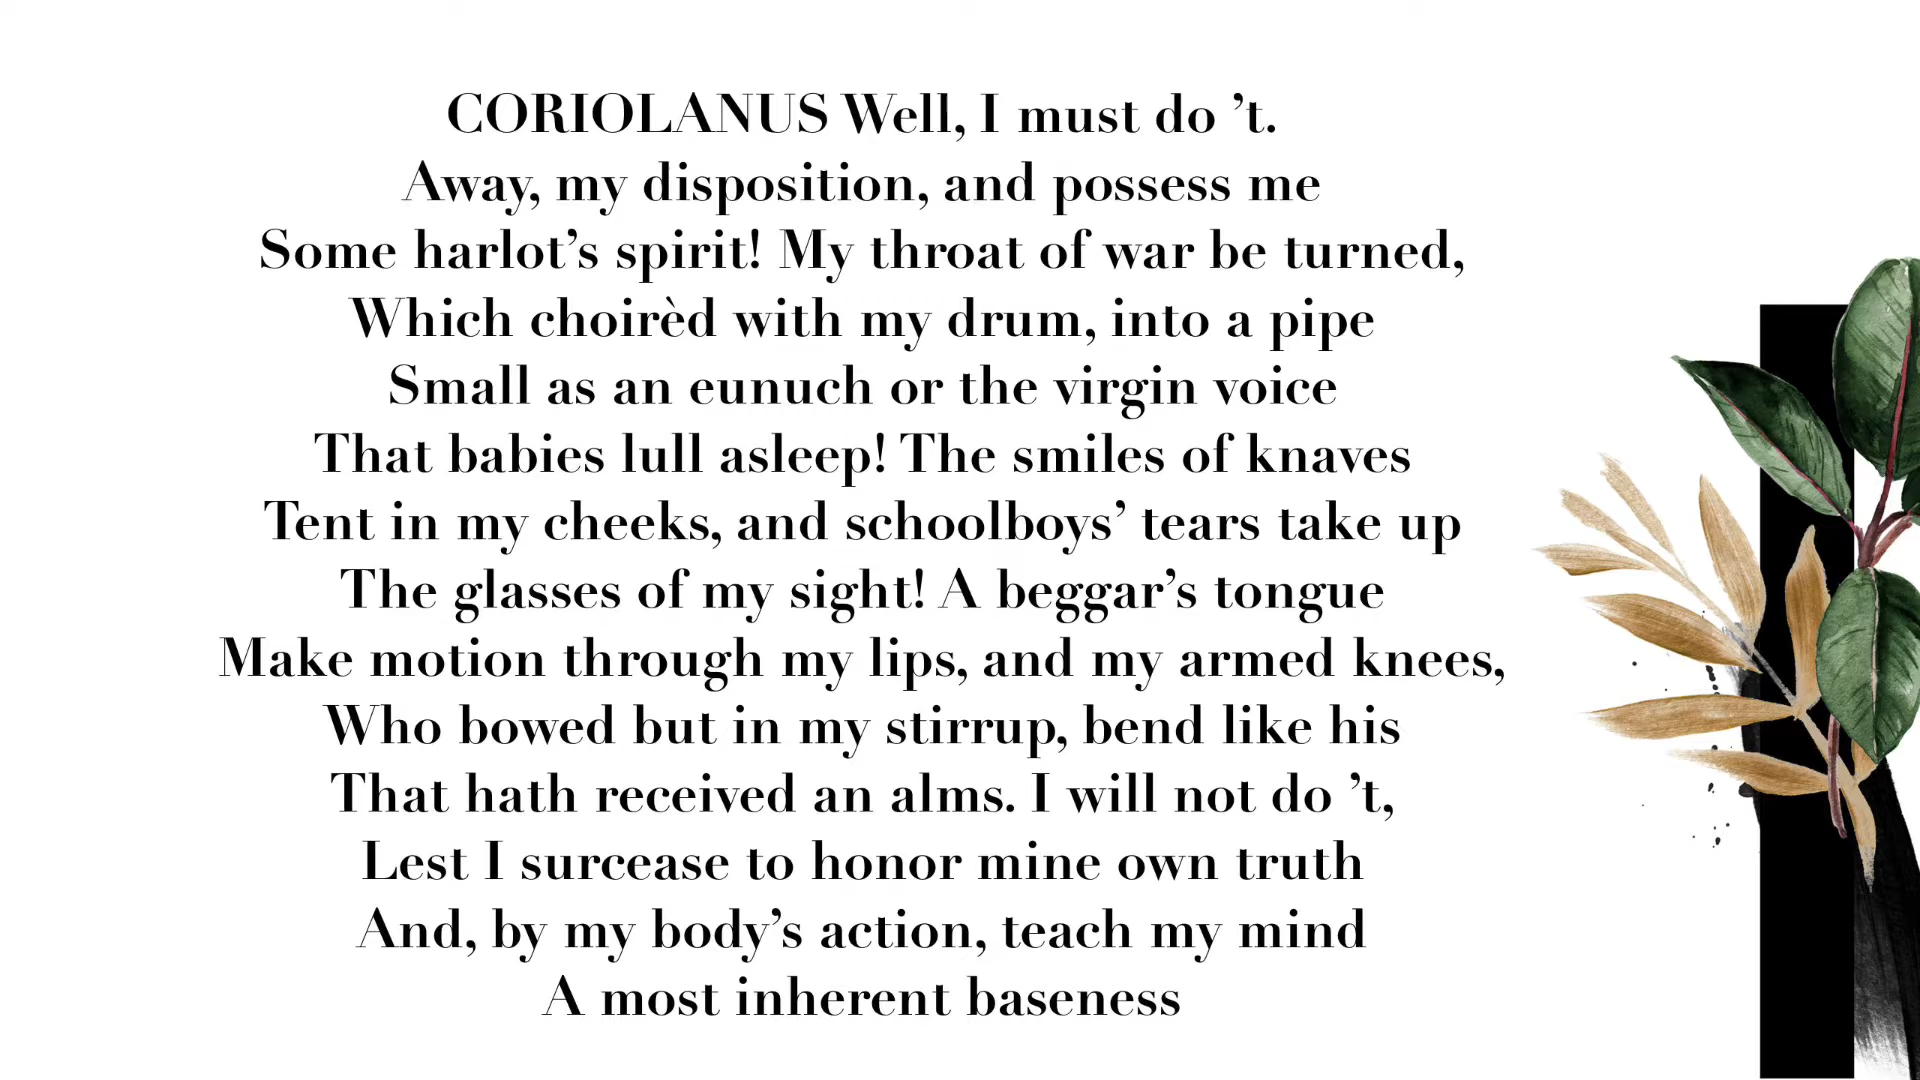 CORIOLANUS Well, I must do ’t.
Away, my disposition, and possess me
Some harlot’s spirit! My throat of war be turned,
Which choirèd with my drum, into a pipe
Small as an eunuch or the virgin voice
That babies lull asleep! The smiles of knaves
Tent in my cheeks, and schoolboys’ tears take up
The glasses of my sight! A beggar’s tongue
Make motion through my lips, and my armed knees,
Who bowed but in my stirrup, bend like his
That hath received an alms. I will not do ’t,
Lest I surcease to honor mine own truth
And, by my body’s action, teach my mind
A most inherent baseness